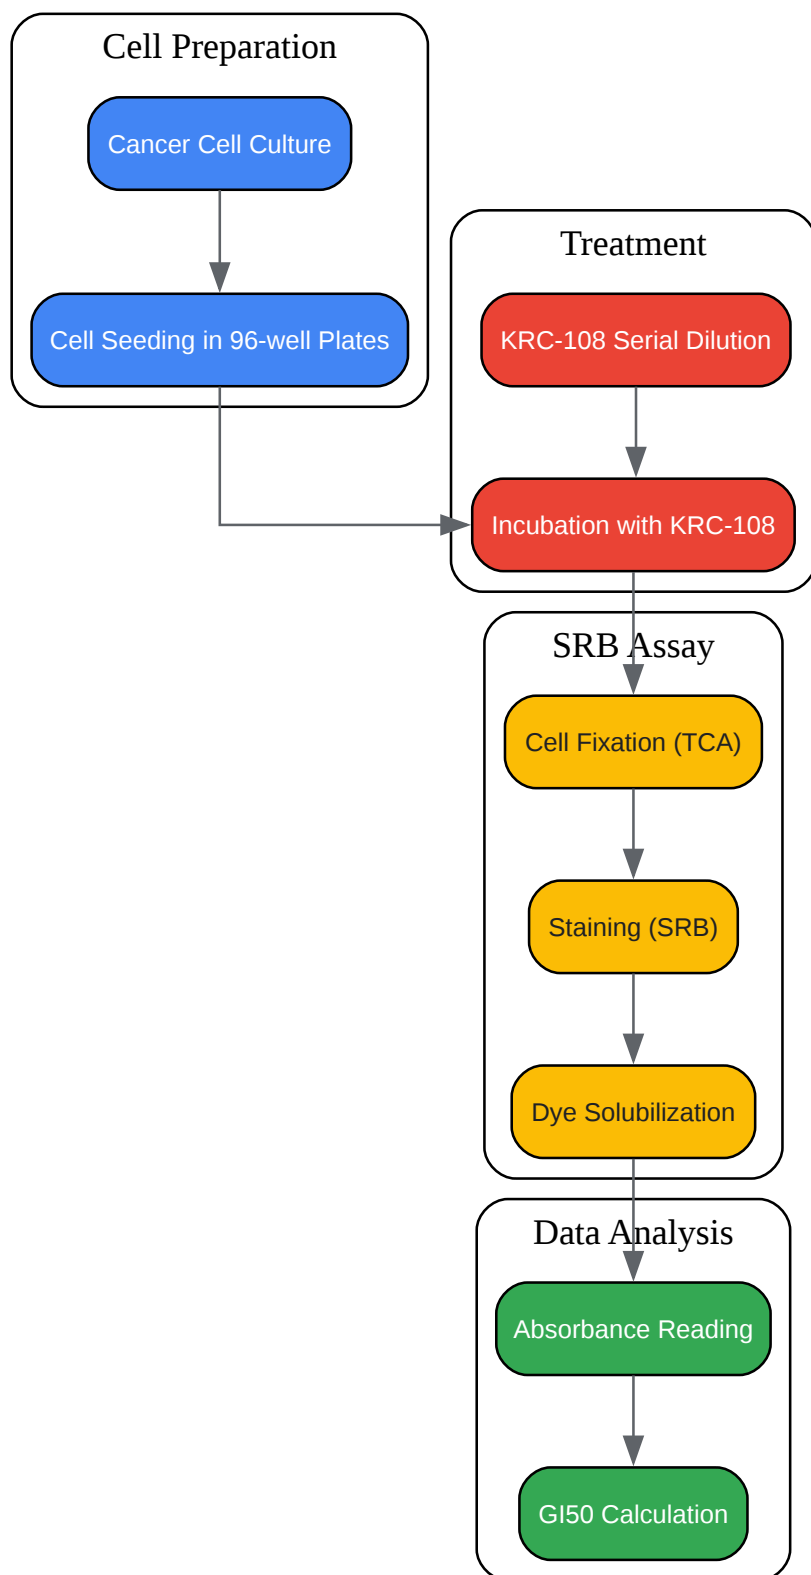 Cell Preparation
Cancer Cell Culture
Cell Seeding in 96-well Plates
Treatment
KRC-108 Serial Dilution
Incubation with KRC-108
SRB Assay
Cell Fixation (TCA)
Staining (SRB)
Dye Solubilization
Data Analysis
Absorbance Reading
GI50 Calculation